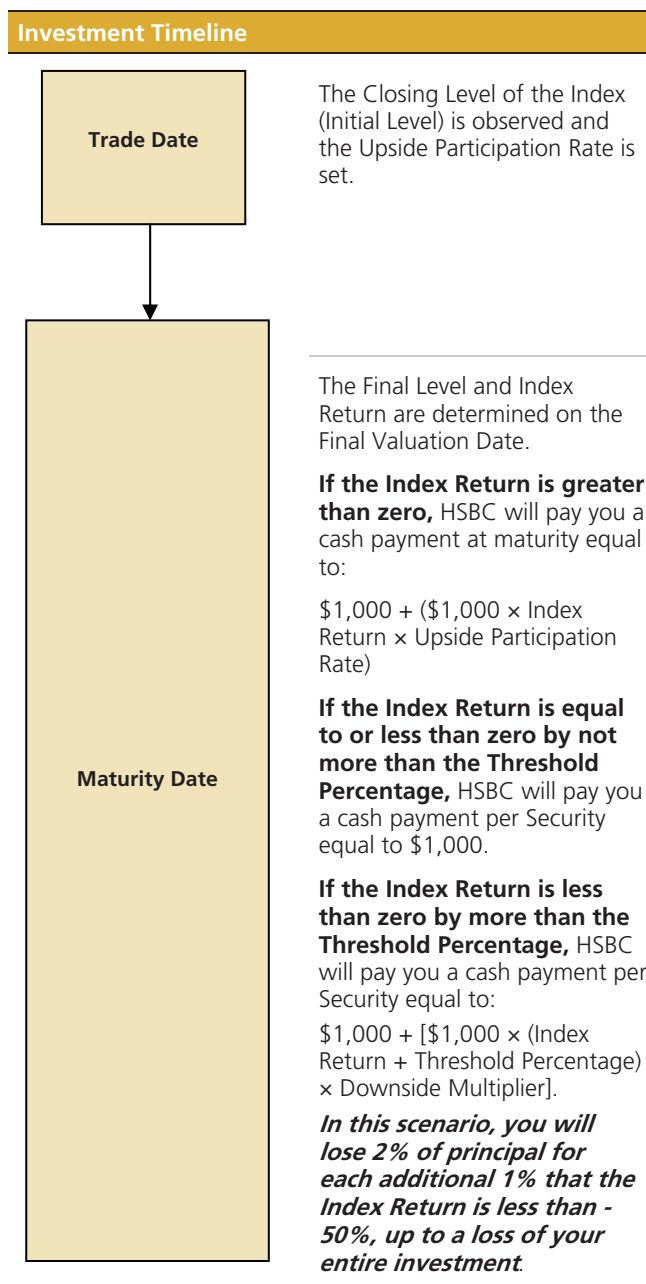 Investment Timeline
Trade Date
The Closing Level of the Index
(Initial Level) is observed and
the Upside Participation Rate is
set.
Maturity Date
The Final Level and Index
Return are determined on the
Final Valuation Date.
If the Index Return is greater
than zero, HSBC will pay you a
cash payment at maturity equal
to:
$1,000 + ($1,000 × Index
Return × Upside Participation
Rate)
If the Index Return is equal
to or less than zero by not
more than the Threshold
Percentage, HSBC will pay you
a cash payment per Security
equal to $1,000.
If the Index Return is less
than zero by more than the
Threshold Percentage, HSBC
will pay you a cash payment per
Security equal to:
$1,000 + [$1,000 × (Index
Return + Threshold Percentage)
× Downside Multiplier].
In this scenario, you will
lose 2% of principal for
each additional 1% that the
Index Return is less than -
50%, up to a loss of your
entire investment.